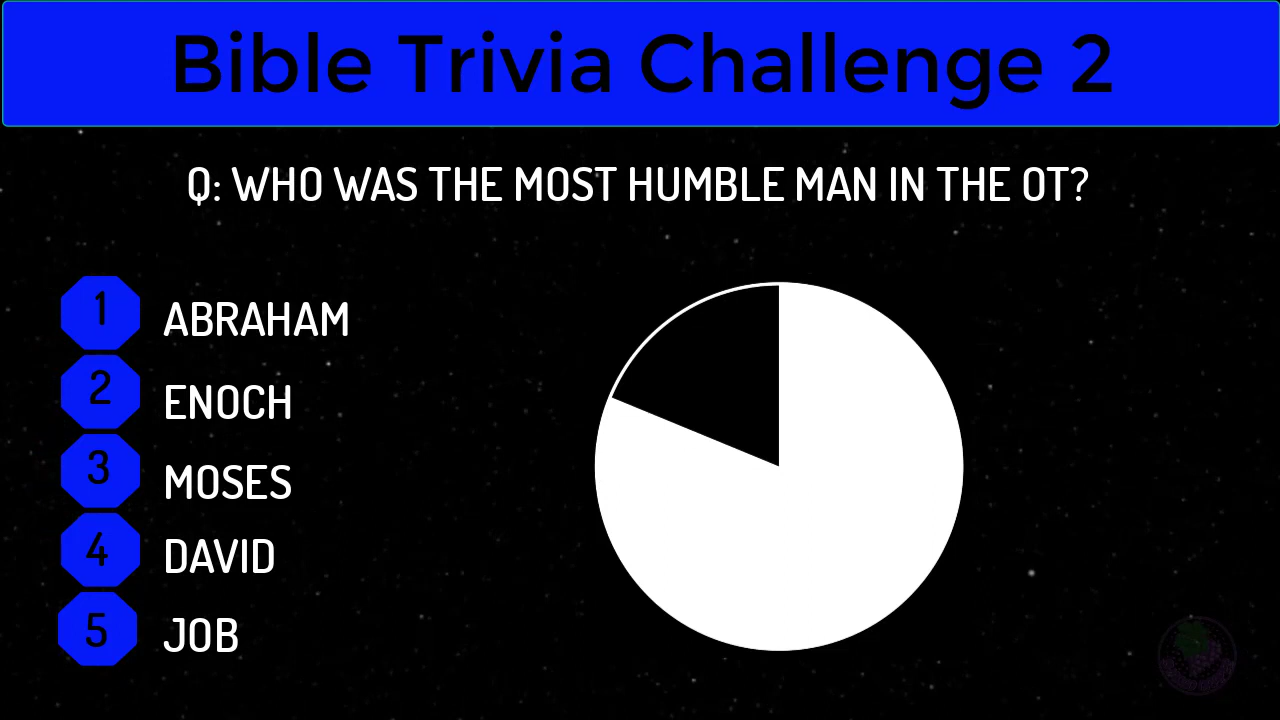 Bible Trivia Challenge 2
Q: WHO WAS THE MOST HUMBLE MAN IN THE OT?
1 ABRAHAM
2 ENOCH
3 MOSES
4 DAVID
5 JOB